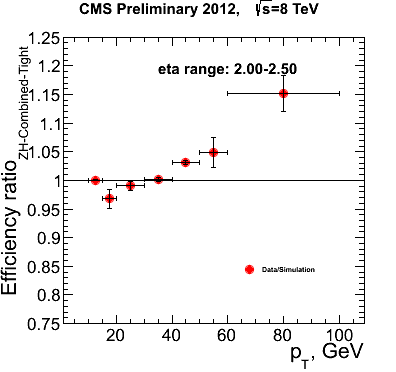 CMS Preliminary 2012, √s=8 TeV
eta range: 2.00-2.50
Efficiency ratio ZH-Combined-Tight
1.25
1.2
1.15
1.1
1.05
1
0.95
0.9
0.85
0.8
0.75
Data/Simulation
20 40 60 80 100
p_T, GeV